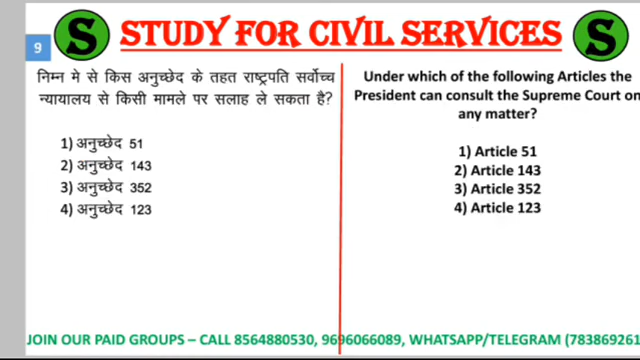 9
S STUDY FOR CIVIL SERVICES S
निम्न मे से किस अनुच्छेद के तहत राष्ट्रपति सर्वोच्च
न्यायालय से किसी मामले पर सलाह ले सकता है?
1) अनुच्छेद 51
2) अनुच्छेद 143
3) अनुच्छेद 352
4) अनुच्छेद 123
Under which of the following Articles the
President can consult the Supreme Court on
any matter?
1) Article 51
2) Article 143
3) Article 352
4) Article 123
JOIN OUR PAID GROUPS – CALL 8564880530, 9696066089, WHATSAPP/TELEGRAM (783869261